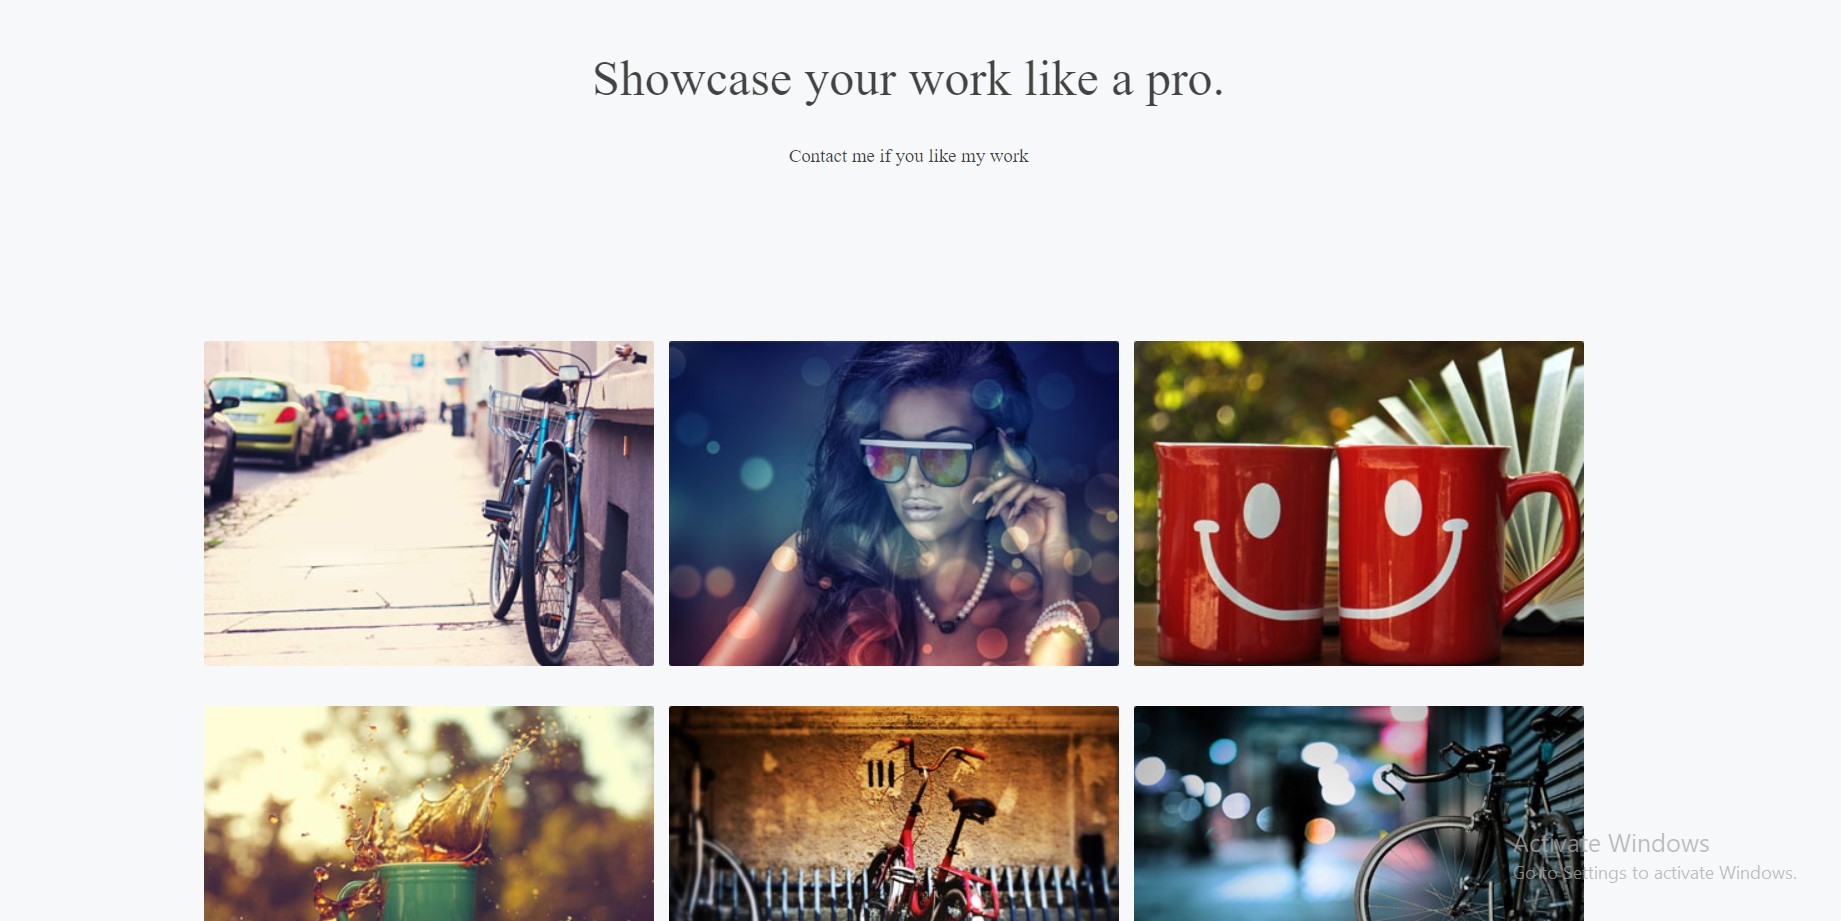 Showcase your work like a pro.
Contact me if you like my work
Activate Windows
Go to Settings to activate Windows.